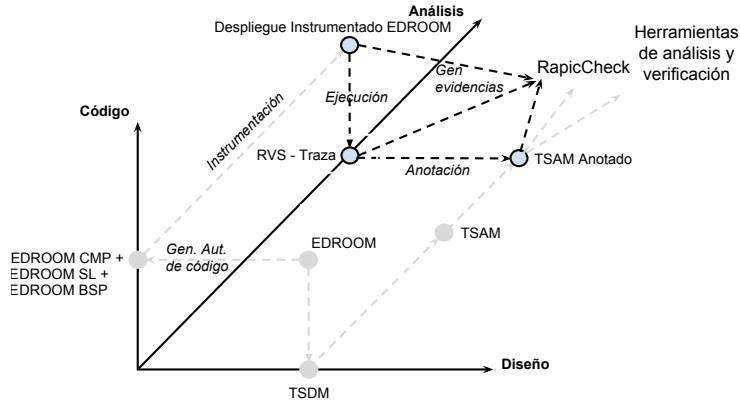 Análisis
Despliegue Instrumentado EDROOM
Herramientas
de análisis y
verificación
Gen
evidencias
RapicCheck
Ejecución
Código
Instrumentación
RVS - Traza
Anotación
TSAM Anotado
TSAM
EDROOM
Gen. Aut.
de código
EDROOM CMP +
EDROOM SL +
EDROOM BSP
Diseño
TSDM